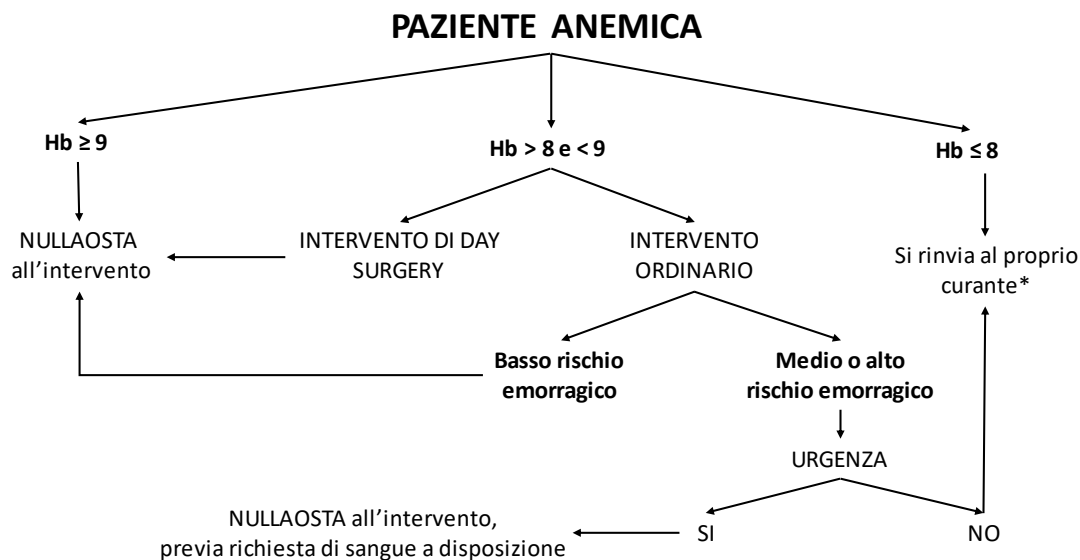 PAZIENTE ANEMICA
Hb ≥ 9
Hb > 8 e < 9
Hb ≤ 8
NULLAOSTA
all'intervento
INTERVENTO DI DAY
SURGERY
INTERVENTO
ORDINARIO
Si rinvia al proprio
curante*
Basso rischio
emorragico
Medio o alto
rischio emorragico
URGENZA
NULLAOSTA all'intervento,
previa richiesta di sangue a disposizione
SI
NO